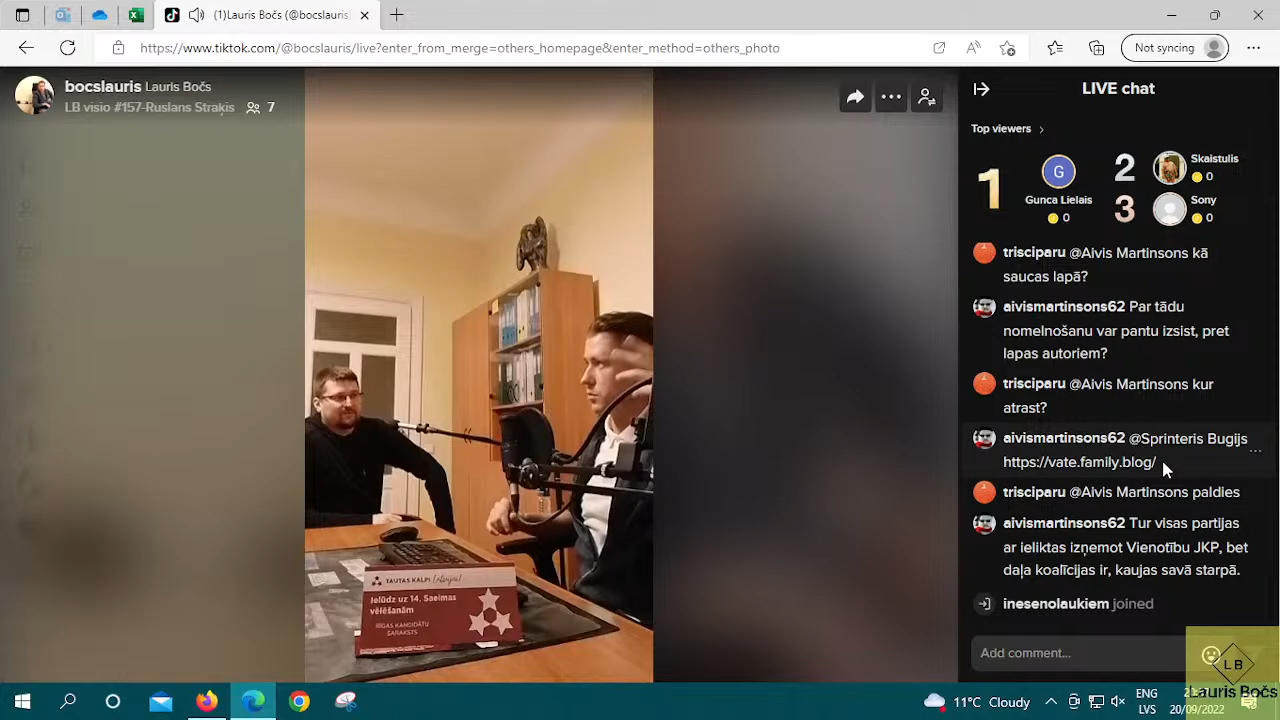 (1)Lauris Bočs (@bocslauris
https://www.tiktok.com/@bocslauris/live?enter_from_merge=others_homepage&enter_method=others_photo
Not syncing
bocslauris Lauris Bočs
LB visio #157-Ruslans Straķis 7
LIVE chat
Top viewers
1
G
Gunca Lielais
0
2
Skaistulis
0
3
Sony
0
trisciparu @Aivis Martinsons kā
saucas lapā?
aivismartinsons62 Par tādu
nomelnošanu var pantu izsist, pret
lapas autoriem?
trisciparu @Aivis Martinsons kur
atrast?
aivismartinsons62 @Sprinteris Bugijs
https://vate.family.blog/
trisciparu @Aivis Martinsons paldies
aivismartinsons62 Tur visas partijas
ar ieliktas izņemot Vienotību JKP, bet
daļa koalīcijas ir, kaujas savā starpā.
inesenolaukiem joined
Add comment...
TAUTAS KALPI Latvijai
Ielūdz uz 14. Saeimas
vēlēšanām
RĪGAS KANDIDĀTU
SARAKSTS
LB
Lauris Bočs
11°C Cloudy
ENG
LVS
20/09/2022